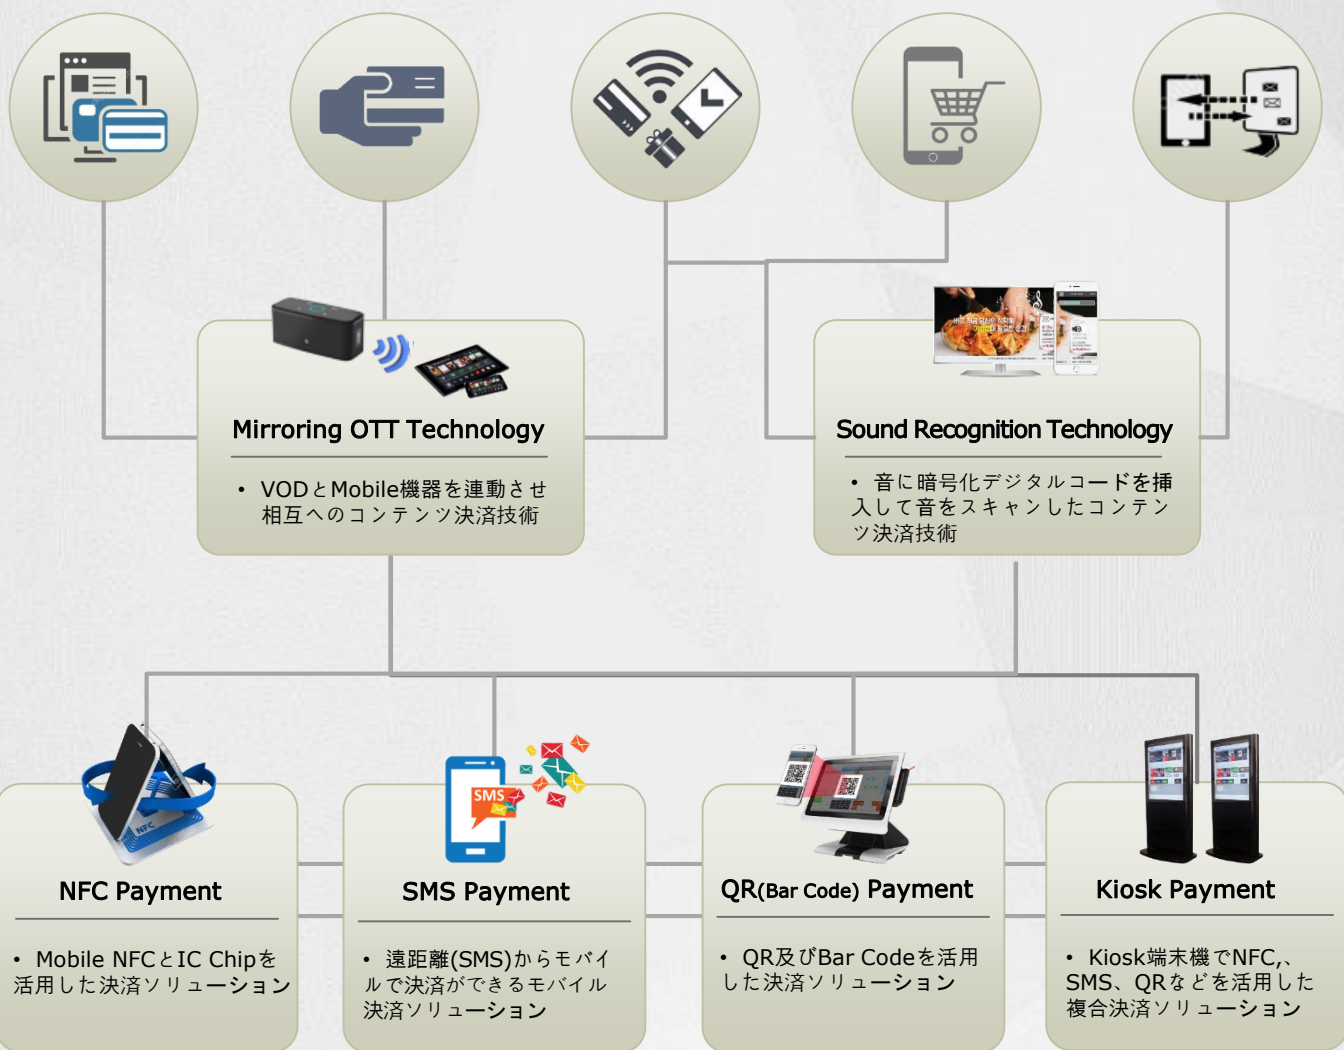 Mirroring OTT Technology
• VODとMobile機器を連動させ
相互へのコンテンツ決済技術
Sound Recognition Technology
• 音に暗号化デジタルコードを挿
入して音をスキャンしたコンテン
ツ決済技術
NFC
NFC Payment
• Mobile NFCとIC Chipを
活用した決済ソリューション
SMS
SMS Payment
• 遠距離(SMS)からモバイ
ルで決済ができるモバイル
決済ソリューション
QR(Bar Code) Payment
• QR及びBar Codeを活用
した決済ソリューション
Kiosk Payment
• Kiosk端末機でNFC,、
SMS、QRなどを活用した
複合決済ソリューション